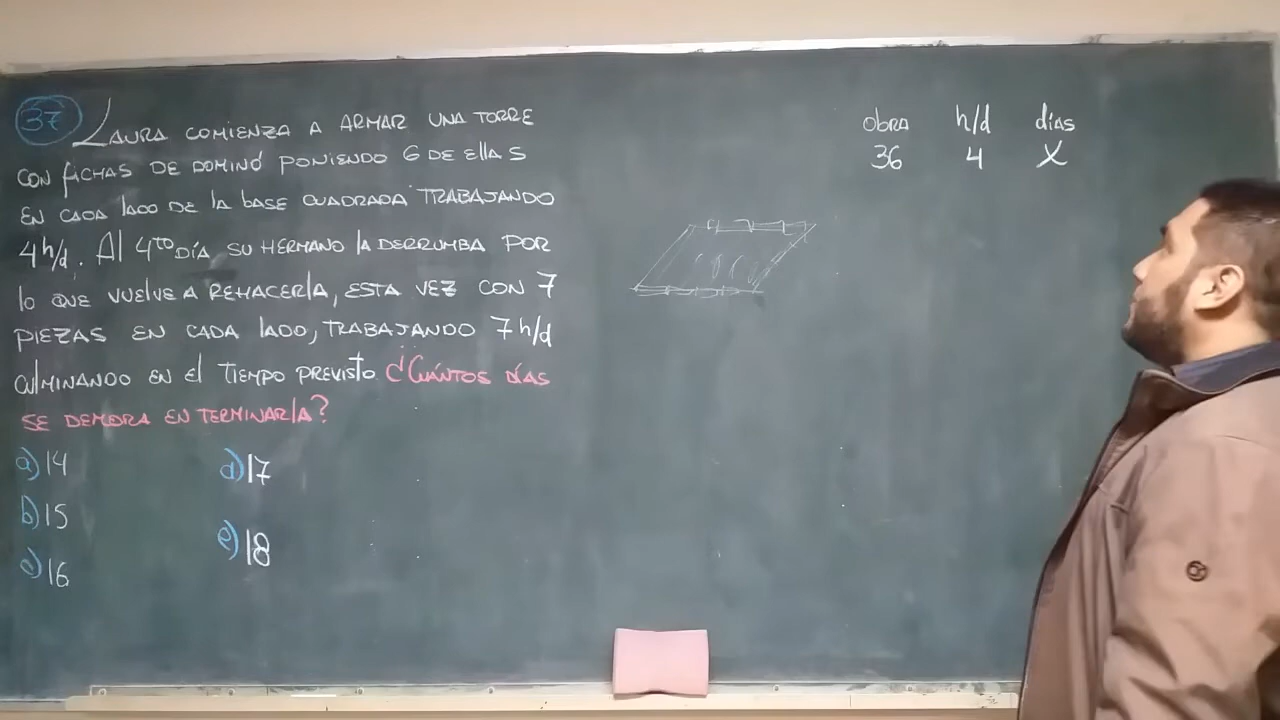 37 LAURA COMIENZA A ARMAR UNA TORRE
CON FICHAS DE DOMINÓ PONIENDO 6 DE ELLAS
EN CADA LADO DE LA BASE CUADRADA TRABAJANDO
4 h/d. Al 4to DÍA SU HERMANO LA DERRUMBA POR
LO QUE VUELVE A REHACERLA, ESTA VEZ CON 7
PIEZAS EN CADA LADO, TRABAJANDO 7 h/d
CULMINANDO EN EL TIEMPO PREVISTO ¿CUÁNTOS DÍAS
SE DEMORA EN TERMINARLA?
a) 14 d) 17
b) 15
c) 16 e) 18
OBRA h/d días
36 4 X